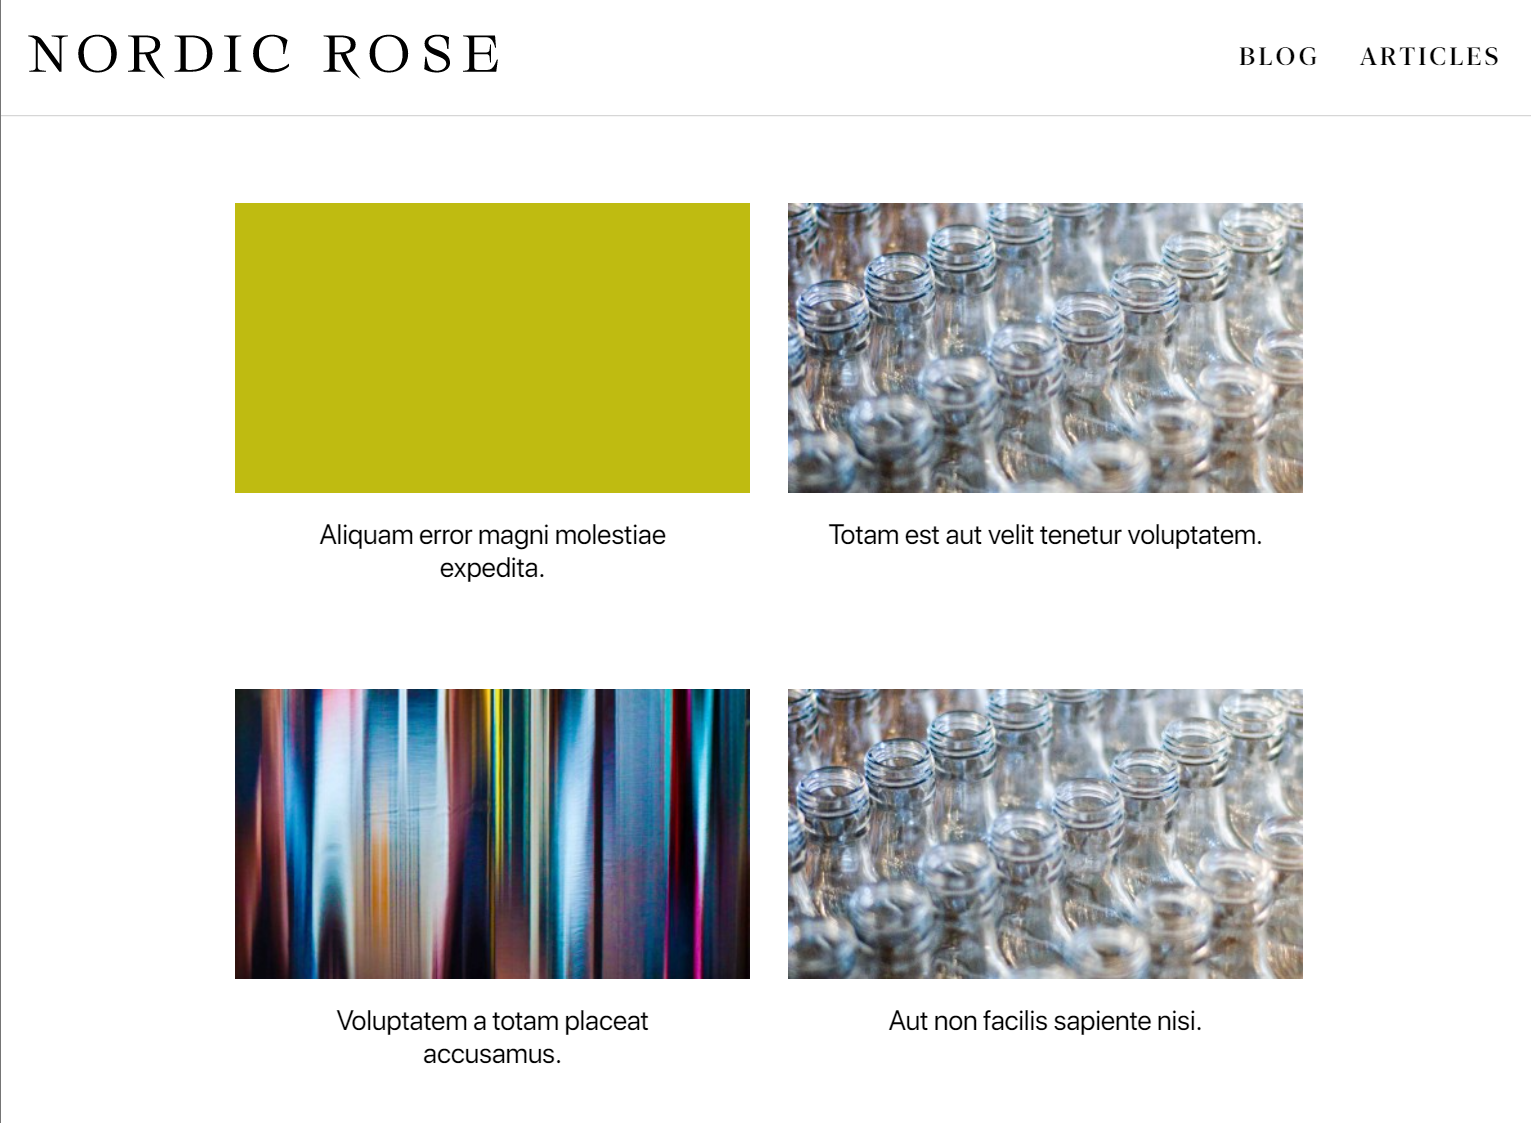 NORDIC ROSE
BLOG ARTICLES
Aliquam error magni molestiae
expedita.
Totam est aut velit tenetur voluptatem.
Voluptatem a totam placeat
accusamus.
Aut non facilis sapiente nisi.